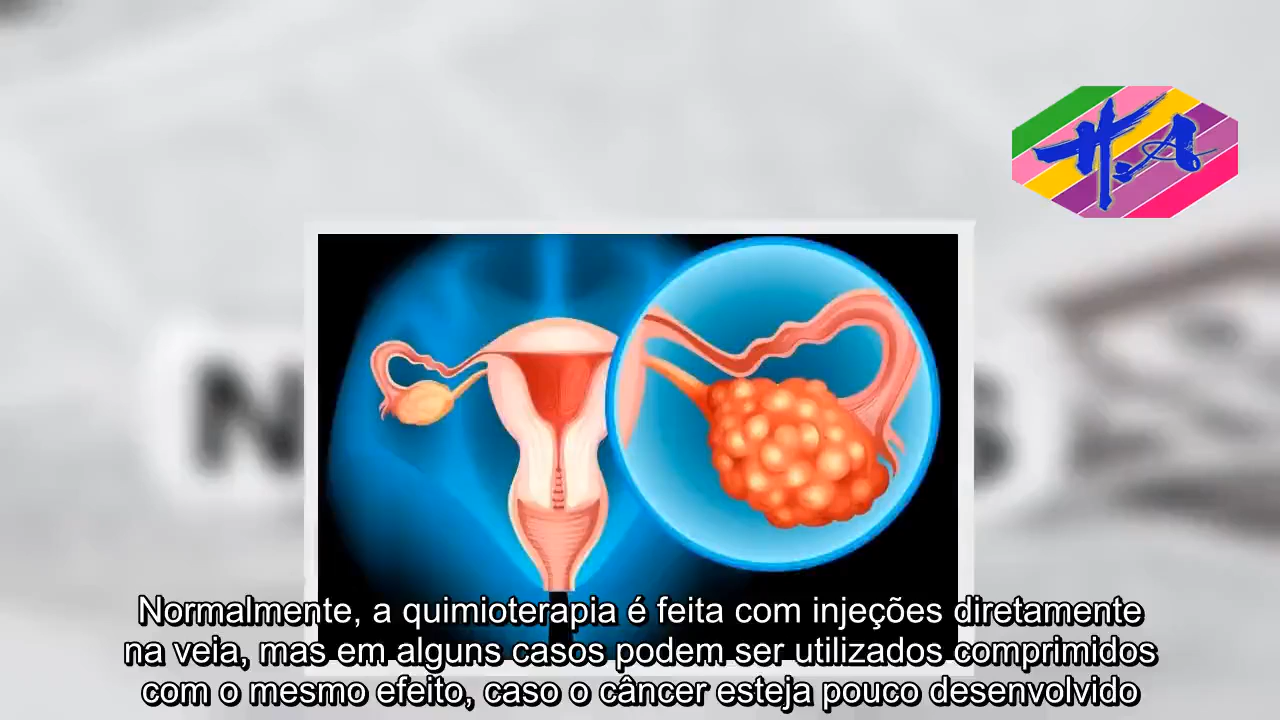 H.A
Normalmente, a quimioterapia é feita com injeções diretamente
na veia, mas em alguns casos podem ser utilizados comprimidos
com o mesmo efeito, caso o câncer esteja pouco desenvolvido